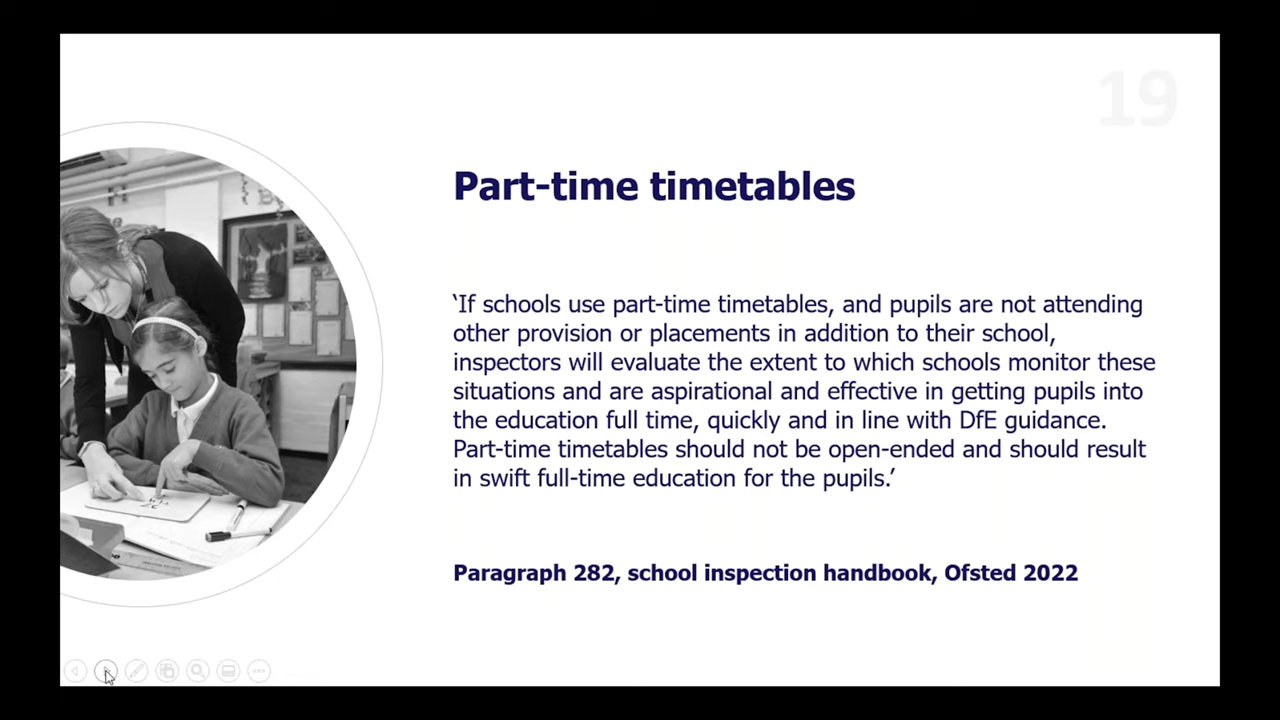 19
Part-time timetables
‘If schools use part-time timetables, and pupils are not attending
other provision or placements in addition to their school,
inspectors will evaluate the extent to which schools monitor these
situations and are aspirational and effective in getting pupils into
the education full time, quickly and in line with DfE guidance.
Part-time timetables should not be open-ended and should result
in swift full-time education for the pupils.’
Paragraph 282, school inspection handbook, Ofsted 2022